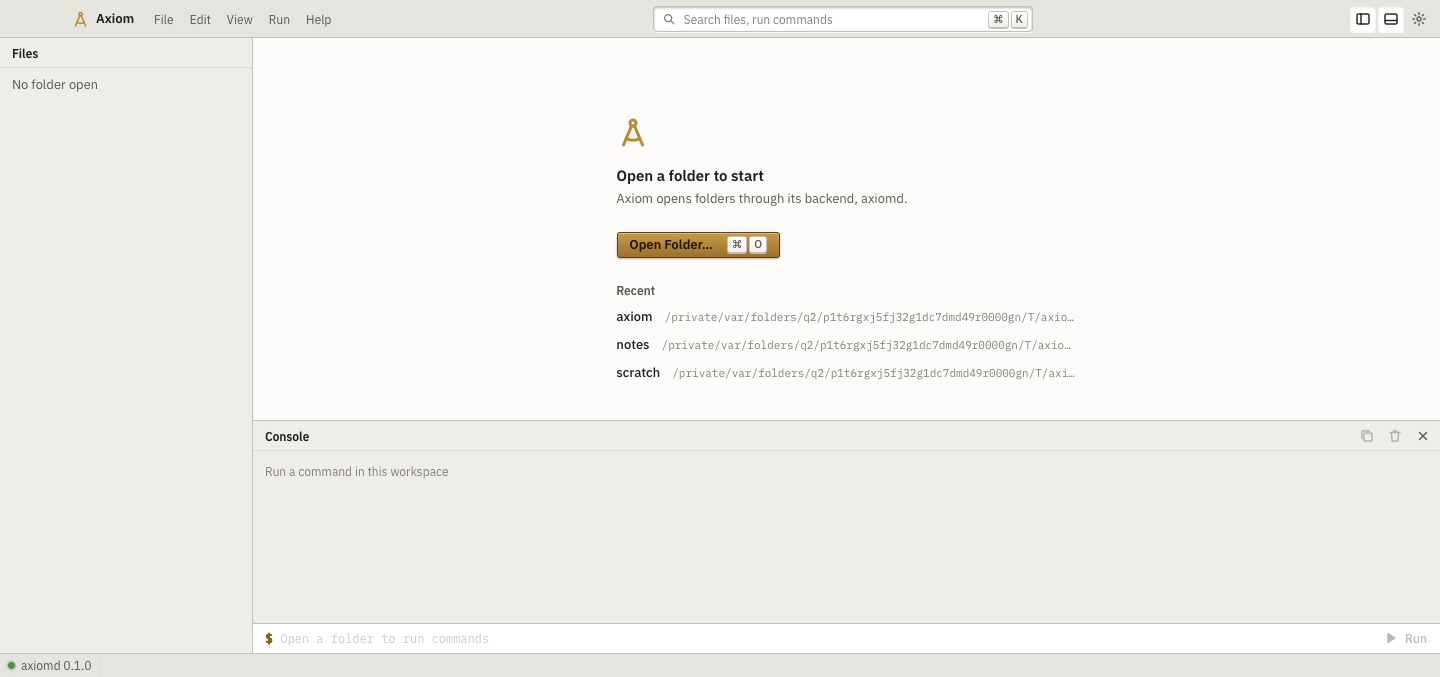 Axiom File Edit View Run Help Search files, run commands ⌘ K
Files
No folder open
Open a folder to start
Axiom opens folders through its backend, axiomd.
Open Folder... ⌘ O
Recent
axiom /private/var/folders/q2/p1t6rgxj5fj32g1dc7dmd49r0000gn/T/axio…
notes /private/var/folders/q2/p1t6rgxj5fj32g1dc7dmd49r0000gn/T/axio…
scratch /private/var/folders/q2/p1t6rgxj5fj32g1dc7dmd49r0000gn/T/axi…
Console
Run a command in this workspace
$ Open a folder to run commands Run
axiomd 0.1.0